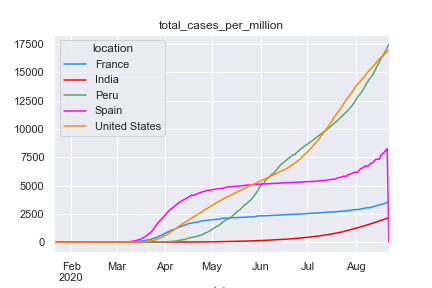 total_cases_per_million
17500
15000
12500
10000
7500
5000
2500
0
location
France
India
Peru
Spain
United States
Feb Mar Apr May Jun Jul Aug
2020